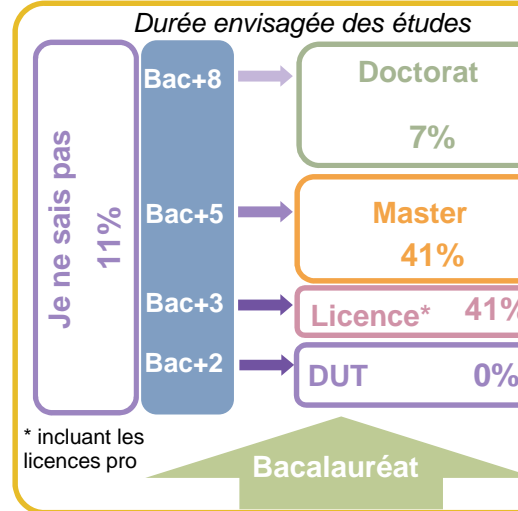 Durée envisagée des études
Je ne sais pas
11%
Bac+8
Doctorat
7%
Bac+5
Master
41%
Bac+3
Licence* 41%
Bac+2
DUT 0%
* incluant les
licences pro
Bacalauréat